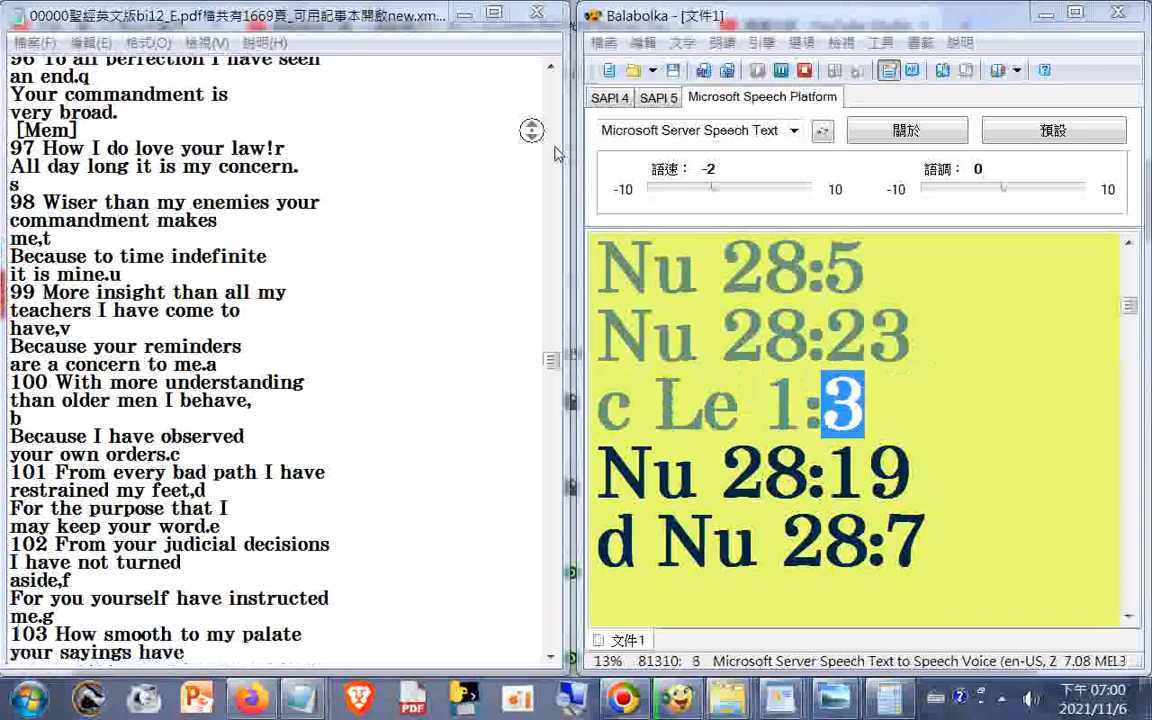 00000聖經英文版bi12_E.pdf檔共有1669頁_可用記事本開啟new.xm...
檔案(F) 編輯(E) 格式(O) 檢視(V) 說明(H)
96 To all perfection I have seen
an end.q
Your commandment is
very broad.
[Mem]
97 How I do love your law!r
All day long it is my concern.
s
98 Wiser than my enemies your
commandment makes
me,t
Because to time indefinite
it is mine.u
99 More insight than all my
teachers I have come to
have,v
Because your reminders
are a concern to me.a
100 With more understanding
than older men I behave,
b
Because I have observed
your own orders.c
101 From every bad path I have
restrained my feet,d
For the purpose that I
may keep your word.e
102 From your judicial decisions
I have not turned
aside,f
For you yourself have instructed
me.g
103 How smooth to my palate
your sayings have
Balabolka - [文件1]
檔案 編輯 文字 朗讀 引擎 選項 檢視 工具 書籤 說明
SAPI 4 SAPI 5 Microsoft Speech Platform
Microsoft Server Speech Text
關於 預設
語速： -2 語調： 0
-10 10 -10 10
Nu 28:5
Nu 28:23
c Le 1:3
Nu 28:19
d Nu 28:7
文件1
13% 81310: 8 Microsoft Server Speech Text to Speech Voice (en-US, Z 7.08 MEL3
PDF
下午 07:00
2021/11/6